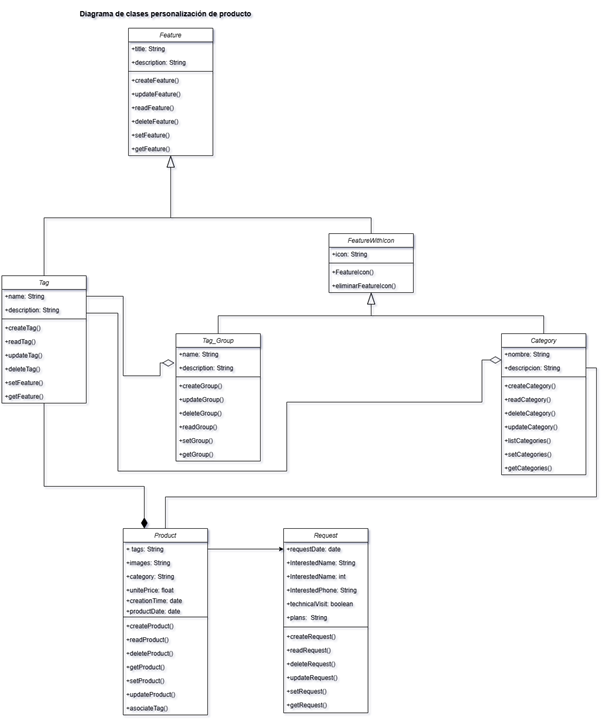 Diagrama de clases personalización de producto
Feature
+title: String
+description: String
+createFeature()
+updateFeature()
+readFeature()
+deleteFeature()
+setFeature()
+getFeature()
FeatureWithIcon
+icon: String
+FeatureIcon()
+eliminarFeatureIcon()
Tag
+name: String
+description: String
+createTag()
+readTag()
+updateTag()
+deleteTag()
+setFeature()
+getFeature()
Tag_Group
+name: String
+description: String
+createGroup()
+updateGroup()
+deleteGroup()
+readGroup()
+setGroup()
+getGroup()
Category
+nombre: String
+descripcion: String
+createCategory()
+readCategory()
+deleteCategory()
+updateCategory()
+listCategories()
+setCategories()
+getCategories()
Product
+ tags: String
+images: String
+category: String
+unitePrice: float
+creationTime: date
+productDate: date
+createProduct()
+readProduct()
+deleteProduct()
+getProduct()
+setProduct()
+updateProduct()
+asociateTag()
Request
+requestDate: date
+InterestedName: String
+InterestedName: int
+InterestedPhone: String
+technicalVisit: boolean
+plans: String
+createRequest()
+readRequest()
+deleteRequest()
+updateRequest()
+setRequest()
+getRequest()